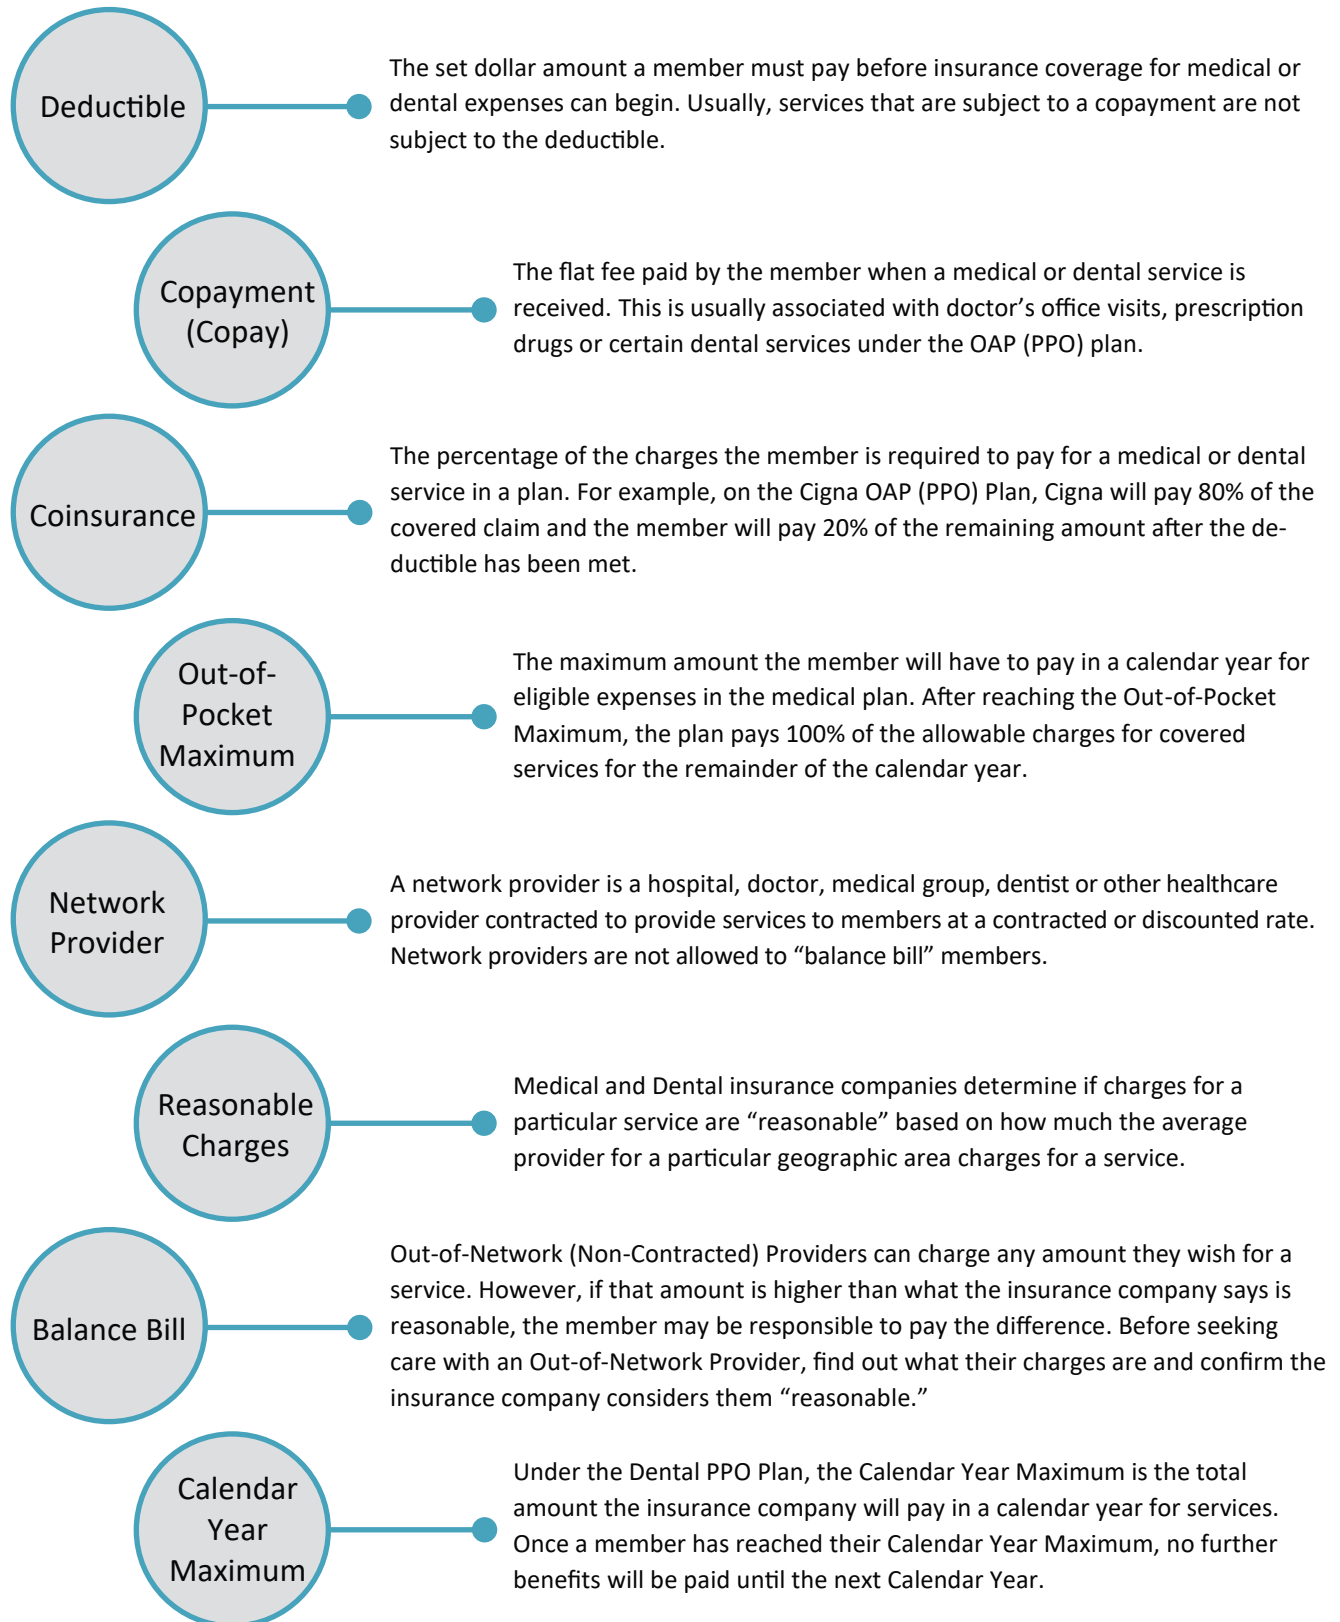 Deductible
The set dollar amount a member must pay before insurance coverage for medical or
dental expenses can begin. Usually, services that are subject to a copayment are not
subject to the deductible.
Copayment
(Copay)
The flat fee paid by the member when a medical or dental service is
received. This is usually associated with doctor’s office visits, prescription
drugs or certain dental services under the OAP (PPO) plan.
Coinsurance
The percentage of the charges the member is required to pay for a medical or dental
service in a plan. For example, on the Cigna OAP (PPO) Plan, Cigna will pay 80% of the
covered claim and the member will pay 20% of the remaining amount after the de-
ductible has been met.
Out-of-
Pocket
Maximum
The maximum amount the member will have to pay in a calendar year for
eligible expenses in the medical plan. After reaching the Out-of-Pocket
Maximum, the plan pays 100% of the allowable charges for covered
services for the remainder of the calendar year.
Network
Provider
A network provider is a hospital, doctor, medical group, dentist or other healthcare
provider contracted to provide services to members at a contracted or discounted rate.
Network providers are not allowed to “balance bill” members.
Reasonable
Charges
Medical and Dental insurance companies determine if charges for a
particular service are “reasonable” based on how much the average
provider for a particular geographic area charges for a service.
Balance Bill
Out-of-Network (Non-Contracted) Providers can charge any amount they wish for a
service. However, if that amount is higher than what the insurance company says is
reasonable, the member may be responsible to pay the difference. Before seeking
care with an Out-of-Network Provider, find out what their charges are and confirm the
insurance company considers them “reasonable.”
Calendar
Year
Maximum
Under the Dental PPO Plan, the Calendar Year Maximum is the total
amount the insurance company will pay in a calendar year for services.
Once a member has reached their Calendar Year Maximum, no further
benefits will be paid until the next Calendar Year.